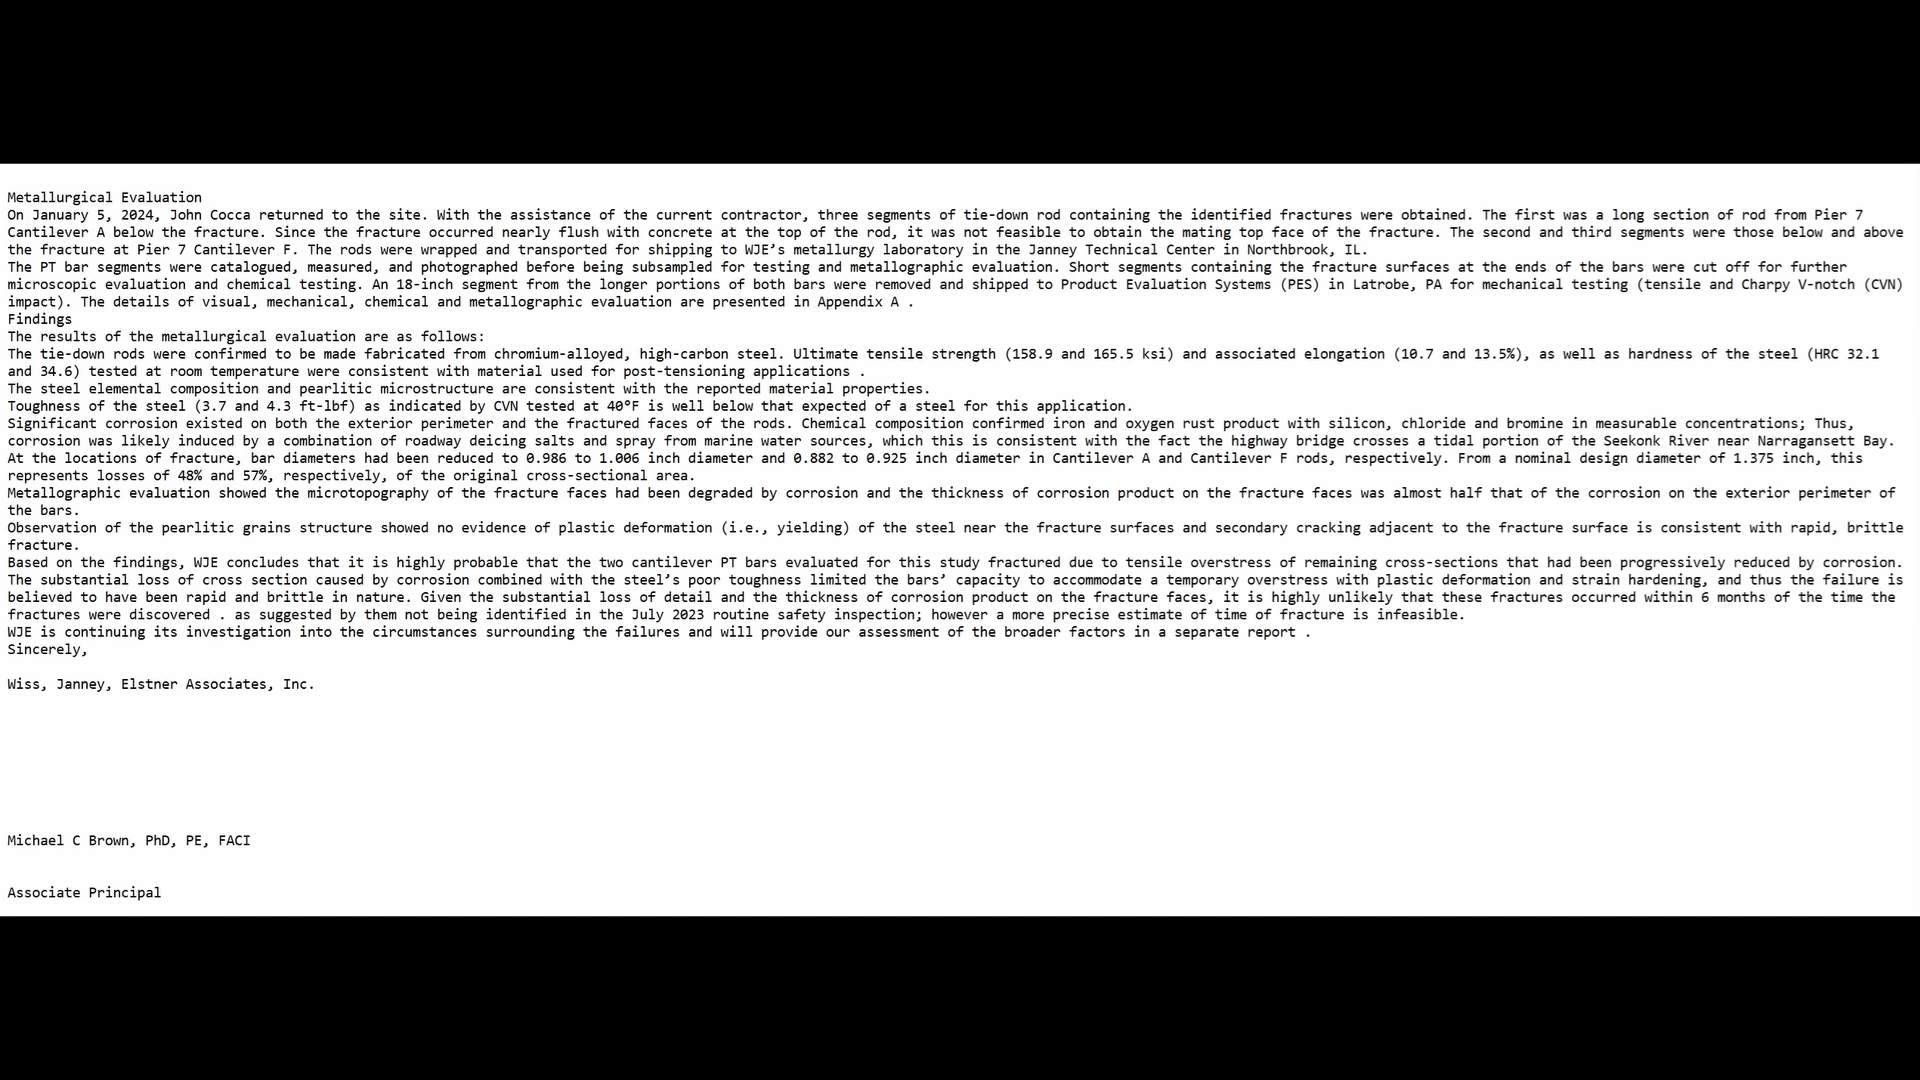 Metallurgical Evaluation
On January 5, 2024, John Cocca returned to the site. With the assistance of the current contractor, three segments of tie-down rod containing the identified fractures were obtained. The first was a long section of rod from Pier 7
Cantilever A below the fracture. Since the fracture occurred nearly flush with concrete at the top of the rod, it was not feasible to obtain the mating top face of the fracture. The second and third segments were those below and above
the fracture at Pier 7 Cantilever F. The rods were wrapped and transported for shipping to WJE’s metallurgy laboratory in the Janney Technical Center in Northbrook, IL.
The PT bar segments were catalogued, measured, and photographed before being subsampled for testing and metallographic evaluation. Short segments containing the fracture surfaces at the ends of the bars were cut off for further
microscopic evaluation and chemical testing. An 18-inch segment from the longer portions of both bars were removed and shipped to Product Evaluation Systems (PES) in Latrobe, PA for mechanical testing (tensile and Charpy V-notch (CVN)
impact). The details of visual, mechanical, chemical and metallographic evaluation are presented in Appendix A .
Findings
The results of the metallurgical evaluation are as follows:
The tie-down rods were confirmed to be made fabricated from chromium-alloyed, high-carbon steel. Ultimate tensile strength (158.9 and 165.5 ksi) and associated elongation (10.7 and 13.5%), as well as hardness of the steel (HRC 32.1
and 34.6) tested at room temperature were consistent with material used for post-tensioning applications .
The steel elemental composition and pearlitic microstructure are consistent with the reported material properties.
Toughness of the steel (3.7 and 4.3 ft-lbf) as indicated by CVN tested at 40°F is well below that expected of a steel for this application.
Significant corrosion existed on both the exterior perimeter and the fractured faces of the rods. Chemical composition confirmed iron and oxygen rust product with silicon, chloride and bromine in measurable concentrations; Thus,
corrosion was likely induced by a combination of roadway deicing salts and spray from marine water sources, which this is consistent with the fact the highway bridge crosses a tidal portion of the Seekonk River near Narragansett Bay.
At the locations of fracture, bar diameters had been reduced to 0.986 to 1.006 inch diameter and 0.882 to 0.925 inch diameter in Cantilever A and Cantilever F rods, respectively. From a nominal design diameter of 1.375 inch, this
represents losses of 48% and 57%, respectively, of the original cross-sectional area.
Metallographic evaluation showed the microtopography of the fracture faces had been degraded by corrosion and the thickness of corrosion product on the fracture faces was almost half that of the corrosion on the exterior perimeter of
the bars.
Observation of the pearlitic grains structure showed no evidence of plastic deformation (i.e., yielding) of the steel near the fracture surfaces and secondary cracking adjacent to the fracture surface is consistent with rapid, brittle
fracture.
Based on the findings, WJE concludes that it is highly probable that the two cantilever PT bars evaluated for this study fractured due to tensile overstress of remaining cross-sections that had been progressively reduced by corrosion.
The substantial loss of cross section caused by corrosion combined with the steel’s poor toughness limited the bars’ capacity to accommodate a temporary overstress with plastic deformation and strain hardening, and thus the failure is
believed to have been rapid and brittle in nature. Given the substantial loss of detail and the thickness of corrosion product on the fracture faces, it is highly unlikely that these fractures occurred within 6 months of the time the
fractures were discovered . as suggested by them not being identified in the July 2023 routine safety inspection; however a more precise estimate of time of fracture is infeasible.
WJE is continuing its investigation into the circumstances surrounding the failures and will provide our assessment of the broader factors in a separate report .
Sincerely,
Wiss, Janney, Elstner Associates, Inc.
Michael C Brown, PhD, PE, FACI
Associate Principal